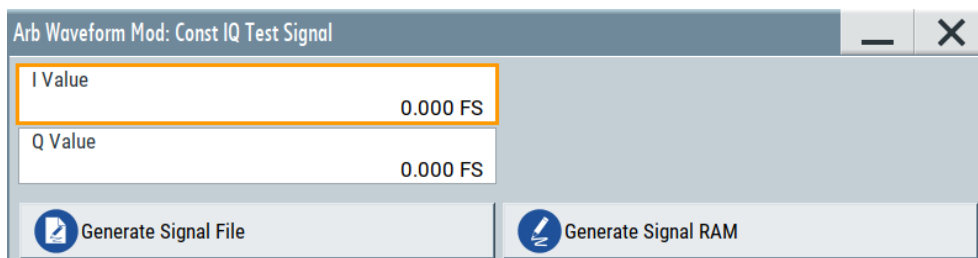 Arb Waveform Mod: Const IQ Test Signal
I Value
0.000 FS
Q Value
0.000 FS
Generate Signal File
Generate Signal RAM